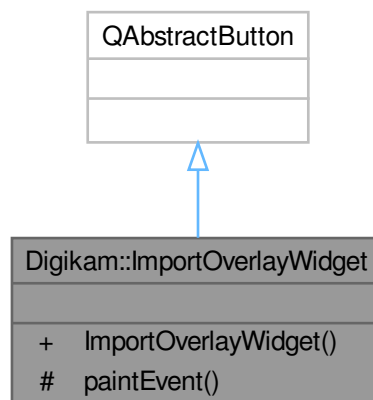 QAbstractButton
Digikam::ImportOverlayWidget
+ ImportOverlayWidget()
# paintEvent()